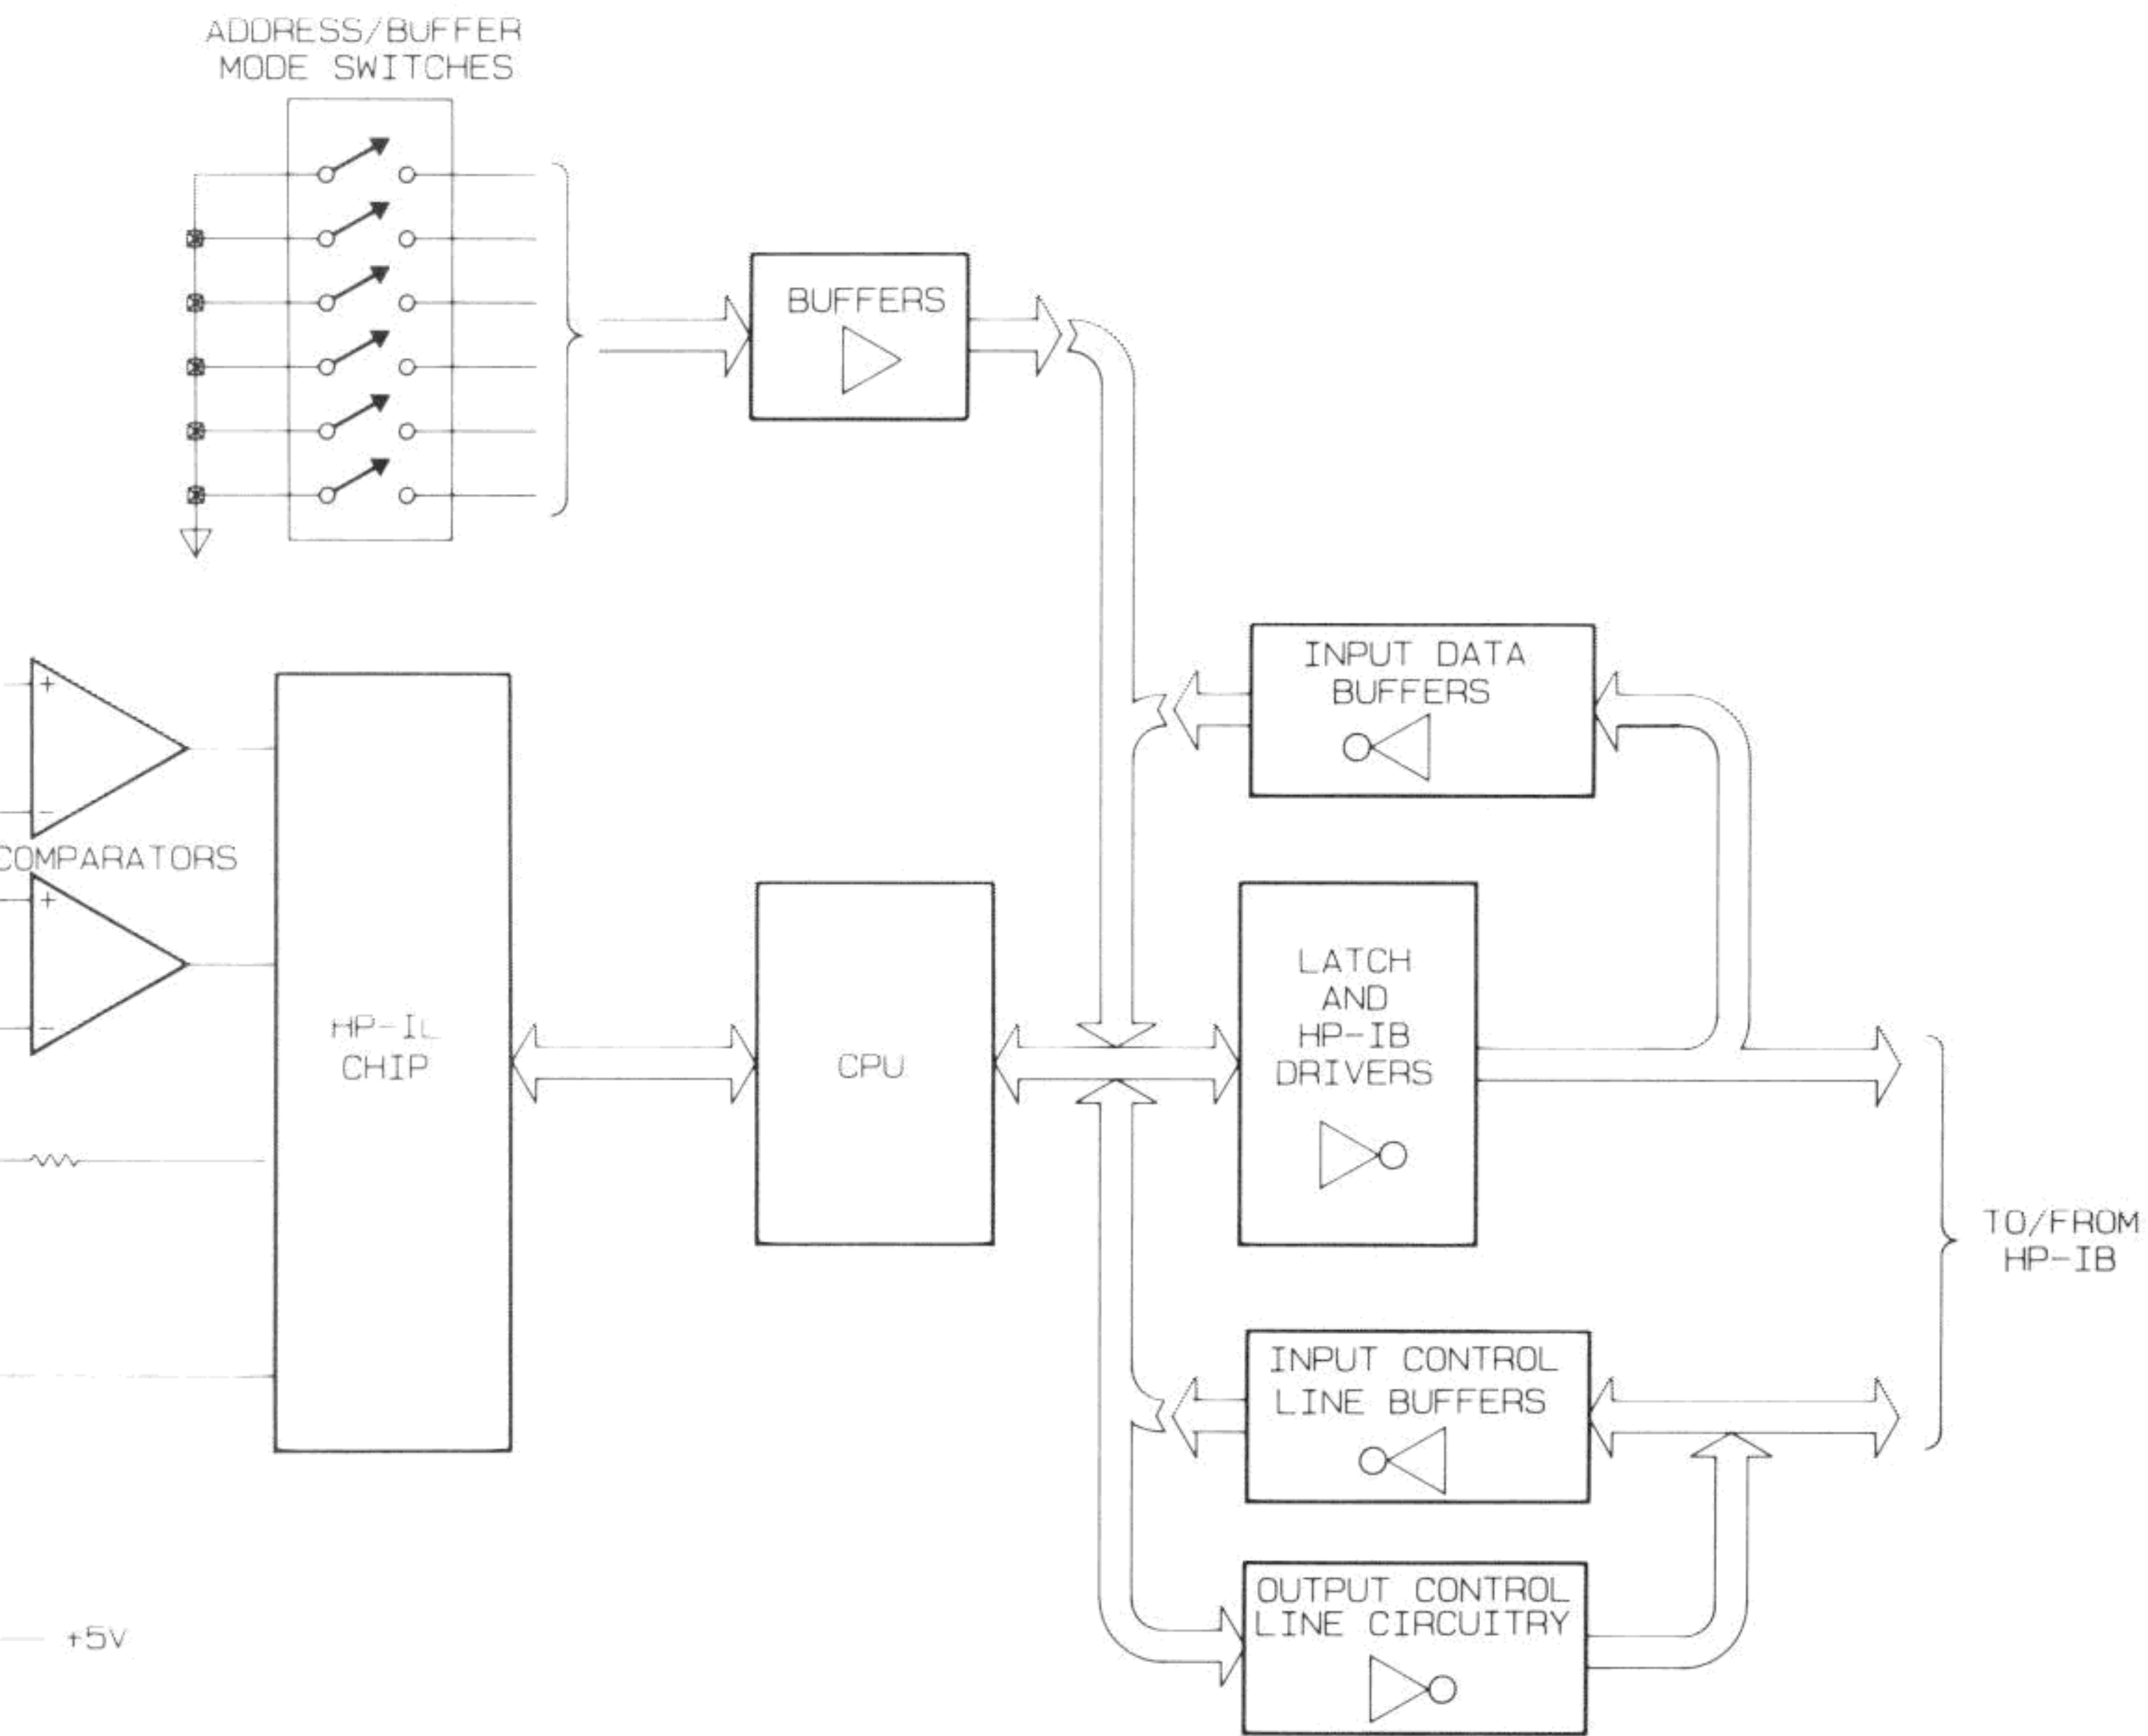 ADDRESS/BUFFER
MODE SWITCHES
BUFFERS
INPUT DATA
BUFFERS
+
-
COMPARATORS
+
-
HP-IL
CHIP
CPU
LATCH
AND
HP-IB
DRIVERS
TO/FROM
HP-IB
INPUT CONTROL
LINE BUFFERS
OUTPUT CONTROL
LINE CIRCUITRY
+5V